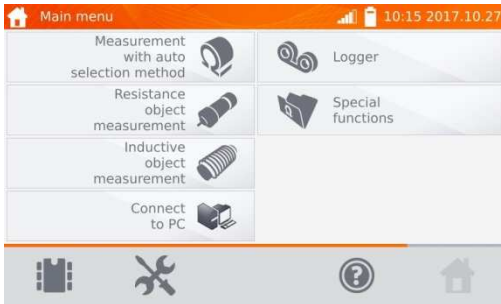 Main menu
10:15 2017.10.27
Measurement
with auto
selection method
Logger
Resistance
object
measurement
Special
functions
Inductive
object
measurement
Connect
to PC
?